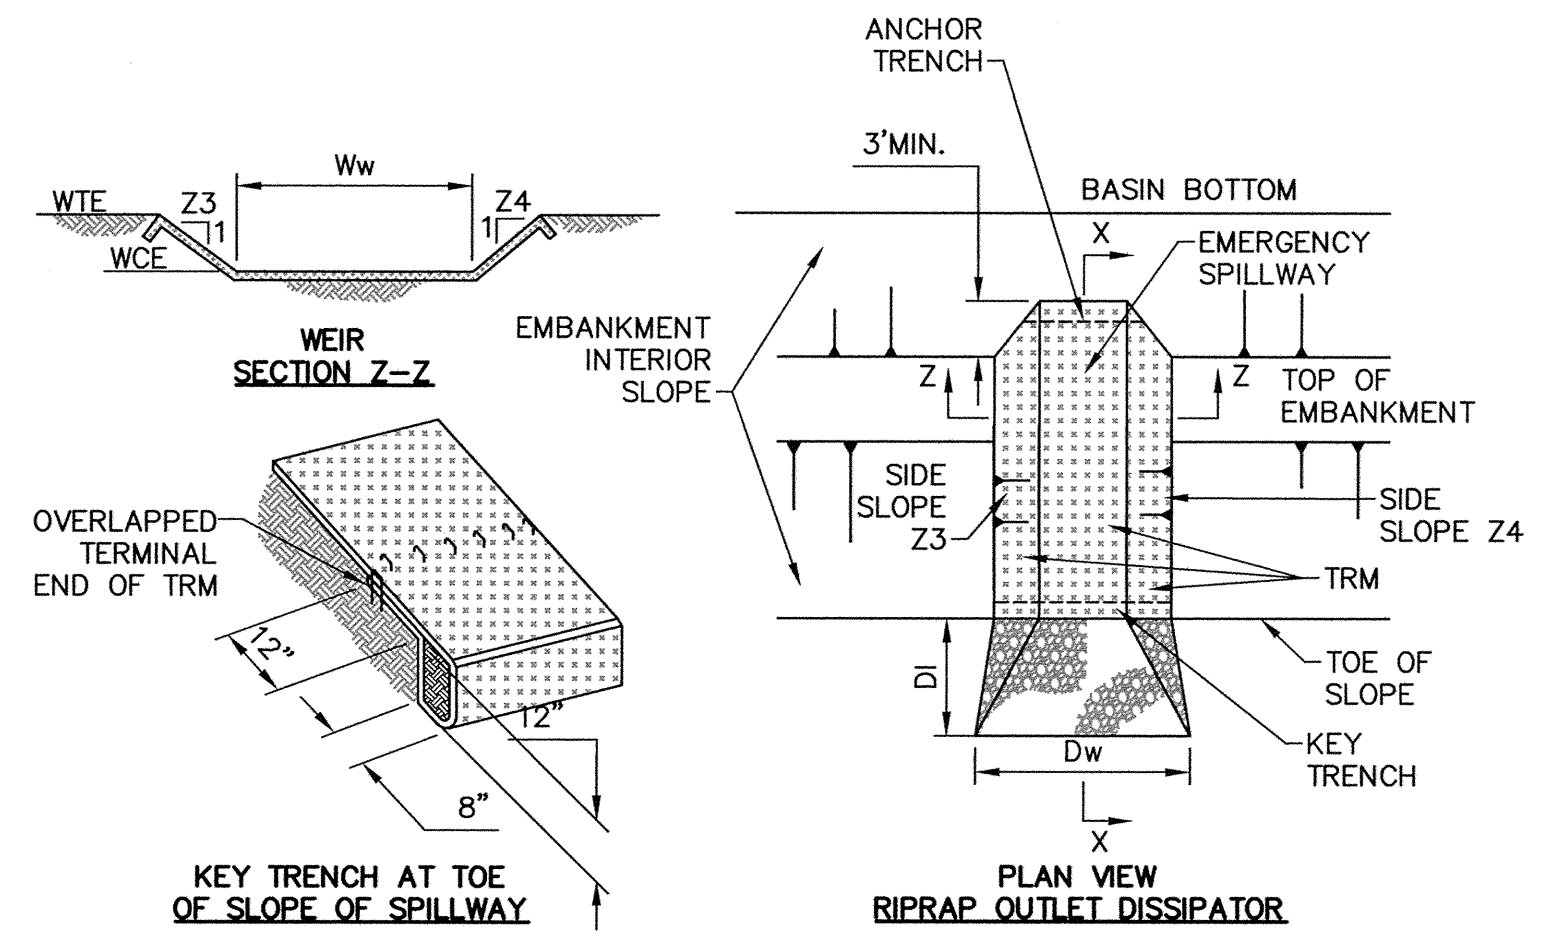 Ww
WTE
Z3
1
Z4
1
WCE
WEIR
SECTION Z-Z
OVERLAPPED
TERMINAL
END OF TRM
12"
12"
8"
KEY TRENCH AT TOE
OF SLOPE OF SPILLWAY
ANCHOR
TRENCH
3'MIN.
BASIN BOTTOM
X
EMERGENCY
SPILLWAY
EMBANKMENT
INTERIOR
SLOPE
Z
Z
TOP OF
EMBANKMENT
SIDE
SLOPE
Z3
SIDE
SLOPE Z4
TRM
TOE OF
SLOPE
Dl
KEY
TRENCH
Dw
X
PLAN VIEW
RIPRAP OUTLET DISSIPATOR